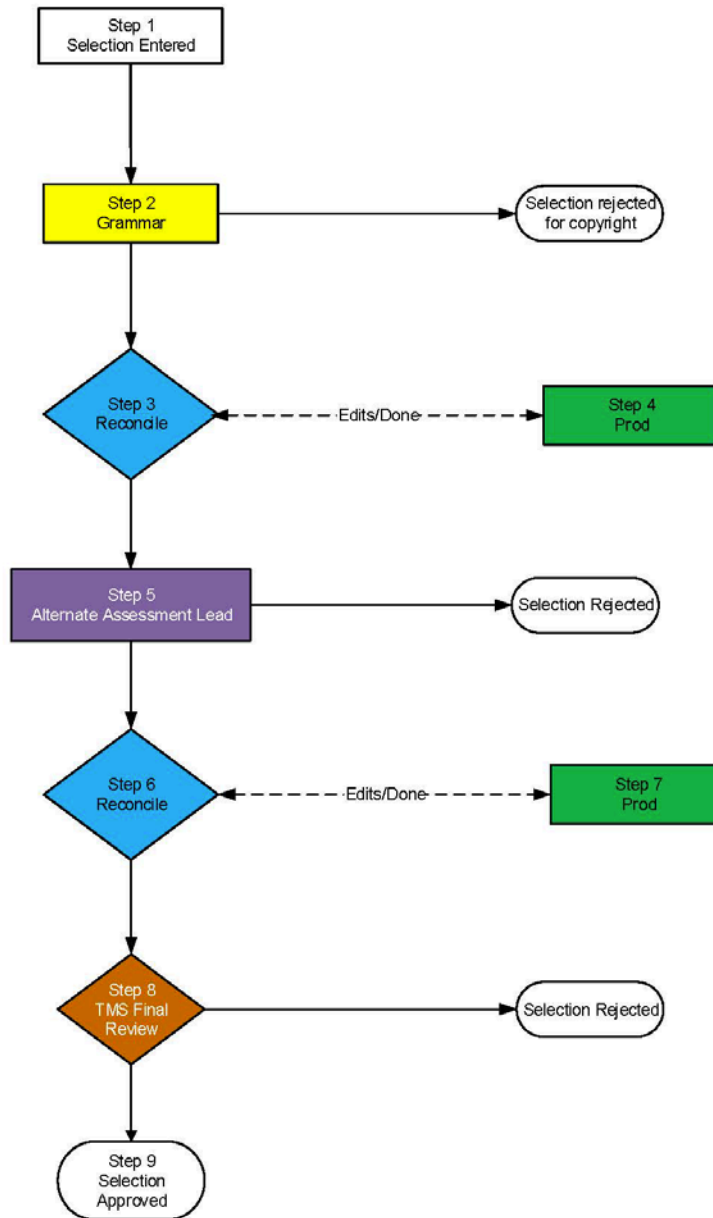 Step 1
Selection Entered
Step 2
Grammar
Selection rejected
for copyright
Step 3
Reconcile
Edits/Done
Step 4
Prod
Step 5
Alternate Assessment Lead
Selection Rejected
Step 6
Reconcile
Edits/Done
Step 7
Prod
Step 8
TMS Final
Review
Selection Rejected
Step 9
Selection
Approved